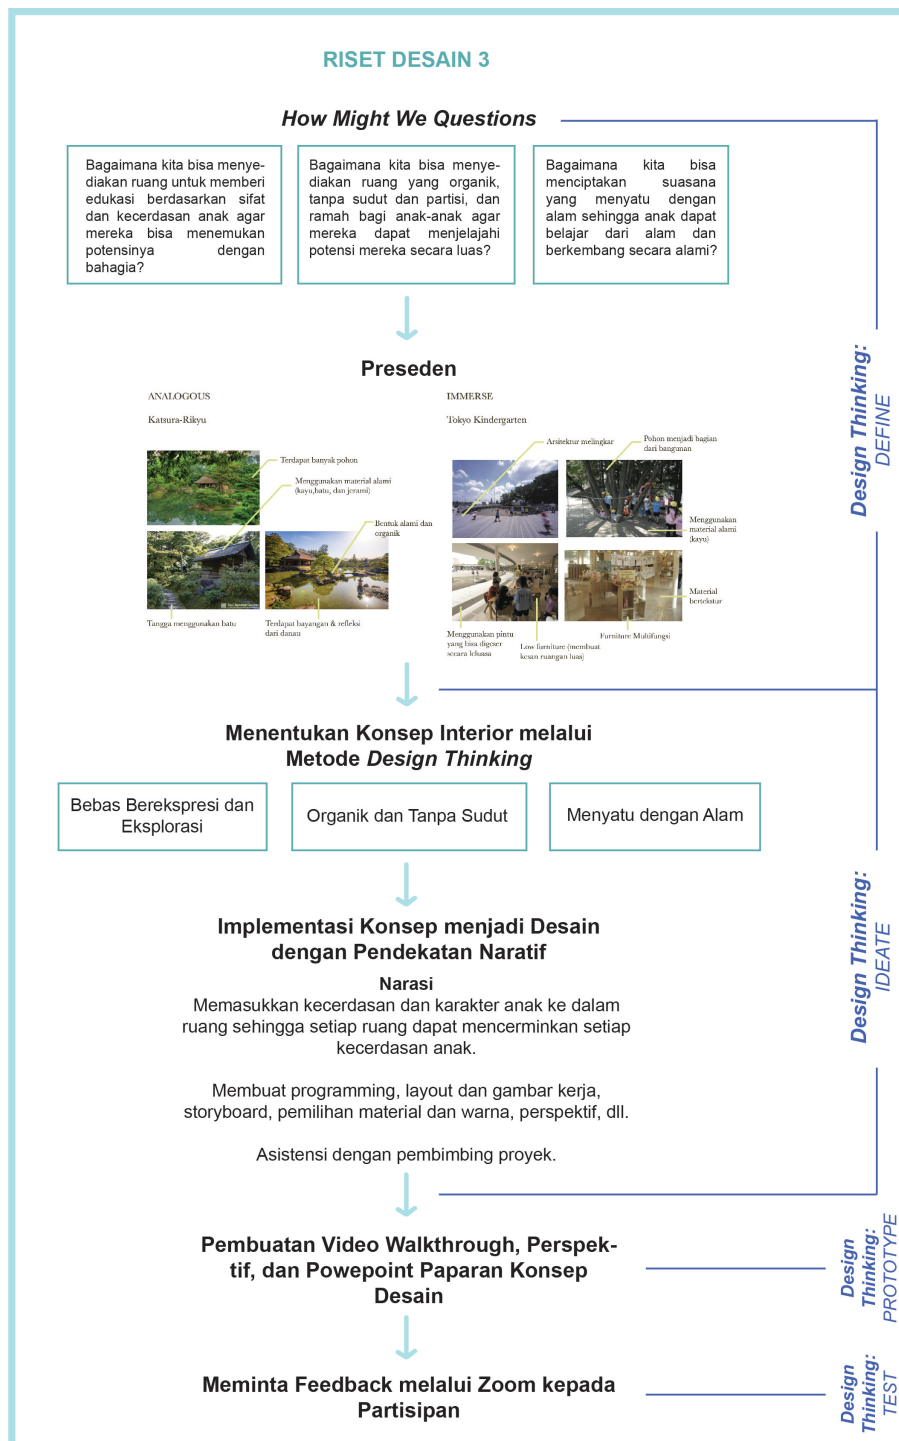 RISET DESAIN 3
How Might We Questions
Bagaimana kita bisa menye-
diakan ruang untuk memberi
edukasi berdasarkan sifat
dan kecerdasan anak agar
mereka bisa menemukan
potensinya dengan
bahagia?
Bagaimana kita bisa menye-
diakan ruang yang organik,
tanpa sudut dan partisi, dan
ramah bagi anak-anak agar
mereka dapat menjelajahi
potensi mereka secara luas?
Bagaimana kita bisa
menciptakan suasana
yang menyatu dengan
alam sehingga anak dapat
belajar dari alam dan
berkembang secara alami?
Preseden
ANALOGOUS
Katsura-Rikyu
Terdapat banyak pohon
Menggunakan material alami
(kayu,batu, dan jerami)
Bentuk alami dan
organik
Tangga menggunakan batu
Terdapat bayangan & refleksi
dari danau
IMMERSE
Tokyo Kindergarten
Arsitektur melingkar
Pohon menjadi bagian
dari bangunan
Menggunakan
material alami
(kayu)
Material
bertekstur
Menggunakan pintu
yang bisa digeser
secara leluasa
Low furniture (membuat
kesan ruangan luas)
Furniture Multifungsi
Design Thinking:
DEFINE
Menentukan Konsep Interior melalui
Metode Design Thinking
Bebas Berekspresi dan
Eksplorasi
Organik dan Tanpa Sudut
Menyatu dengan Alam
Implementasi Konsep menjadi Desain
dengan Pendekatan Naratif
Narasi
Memasukkan kecerdasan dan karakter anak ke dalam
ruang sehingga setiap ruang dapat mencerminkan setiap
kecerdasan anak.
Membuat programming, layout dan gambar kerja,
storyboard, pemilihan material dan warna, perspektif, dll.
Asistensi dengan pembimbing proyek.
Design Thinking:
IDEATE
Pembuatan Video Walkthrough, Perspek-
tif, dan Powepoint Paparan Konsep
Desain
Design
Thinking:
PROTOTYPE
Meminta Feedback melalui Zoom kepada
Partisipan
Design
Thinking:
TEST